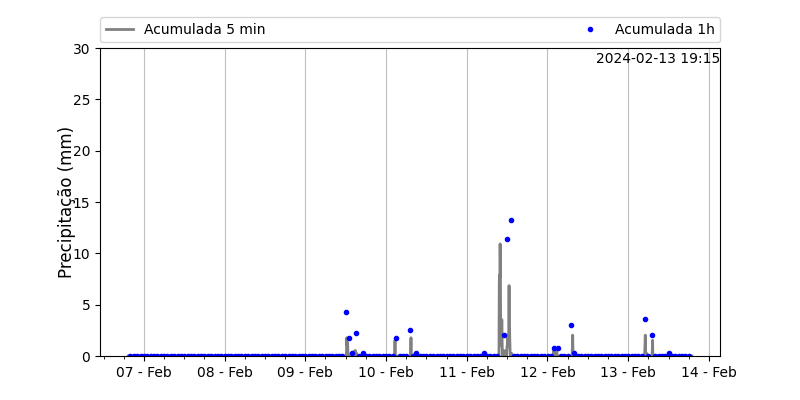 Acumulada 5 min Acumulada 1h
2024-02-13 19:15
Precipitação (mm)
30
25
20
15
10
5
0
07 - Feb 08 - Feb 09 - Feb 10 - Feb 11 - Feb 12 - Feb 13 - Feb 14 - Feb